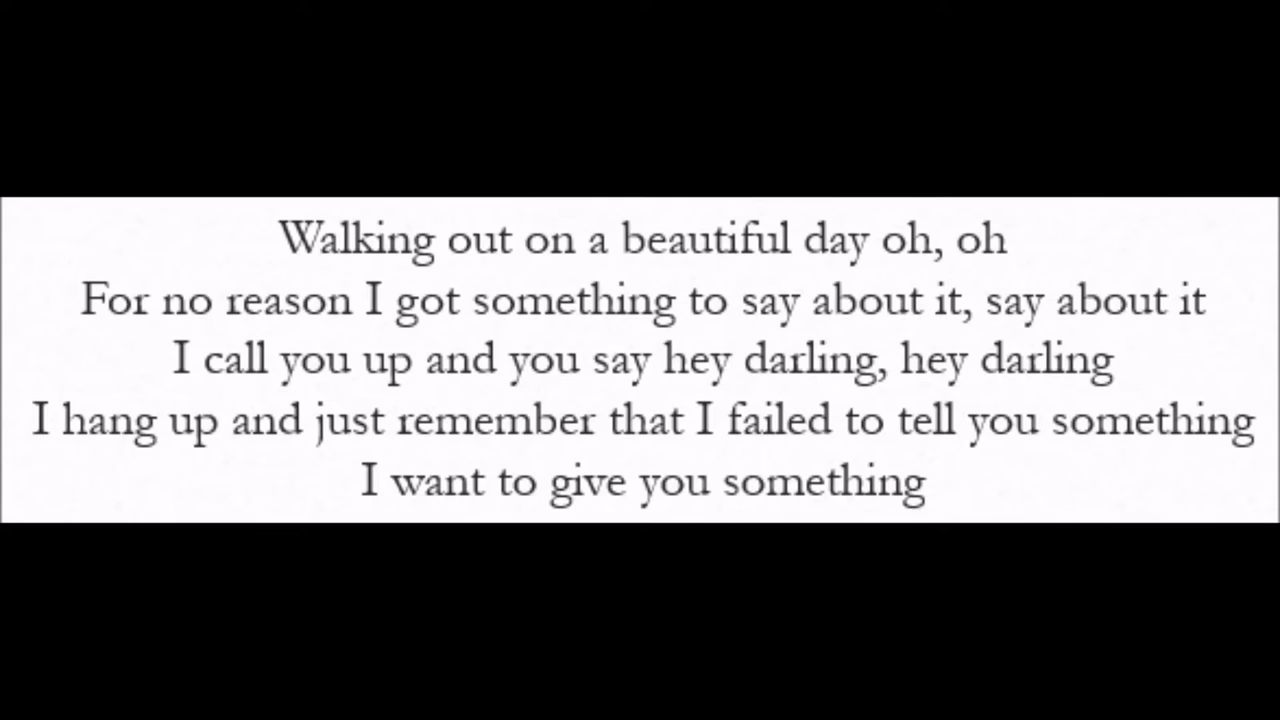 Walking out on a beautiful day oh, oh
For no reason I got something to say about it, say about it
I call you up and you say hey darling, hey darling
I hang up and just remember that I failed to tell you something
I want to give you something